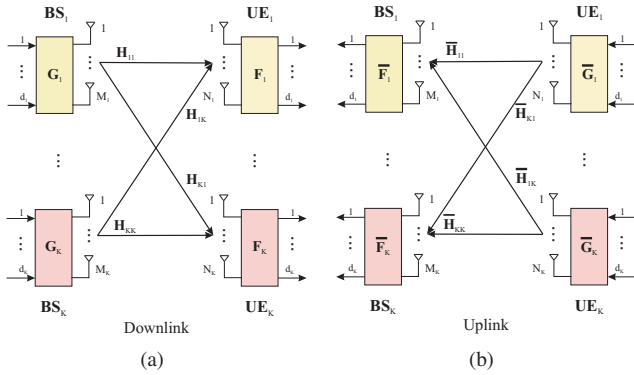 BS₁ UE₁ BS₁ UE₁
1 1 1 1 1 1 1 1
H₁₁ H̅₁₁
G₁ F₁ F̅₁ G̅₁
d₁ M₁ N₁ d₁ d₁ M₁ N₁ d₁
H₁K H̅K₁
HK₁ H̅₁K
1 1 1 1 1 1 1 1
HKK H̅KK
GK FK F̅K G̅K
dK MK NK dK dK MK NK dK
BSK UEK BSK UEK
Downlink Uplink
(a) (b)